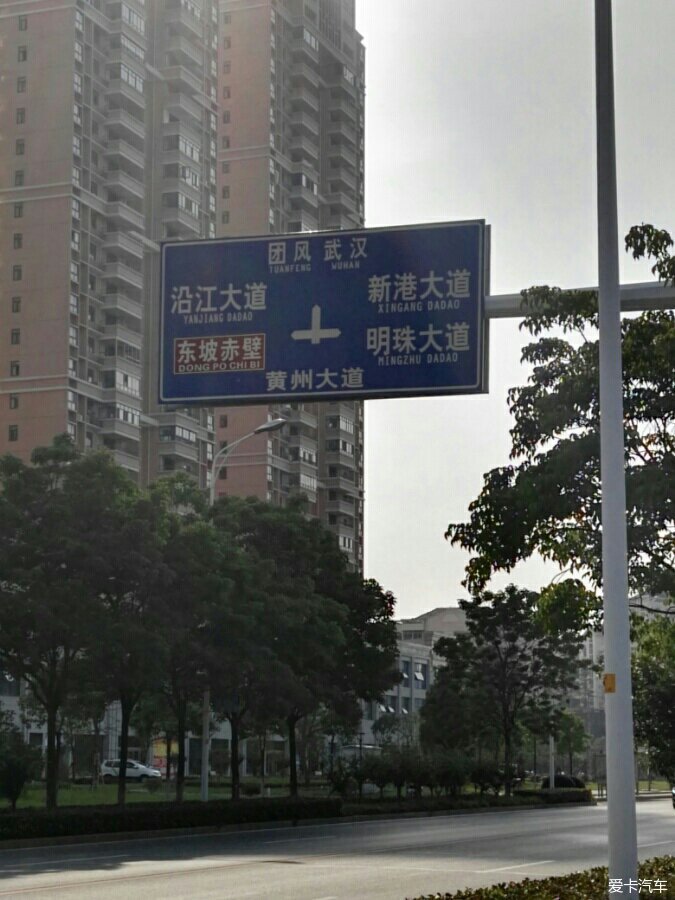 团风 武汉
TUANFENG WUHAN
沿江大道
YANJIANG DADAO
新港大道
XINGANG DADAO
东坡赤壁
DONG PO CHI BI
明珠大道
MINGZHU DADAO
黄州大道
爱卡汽车